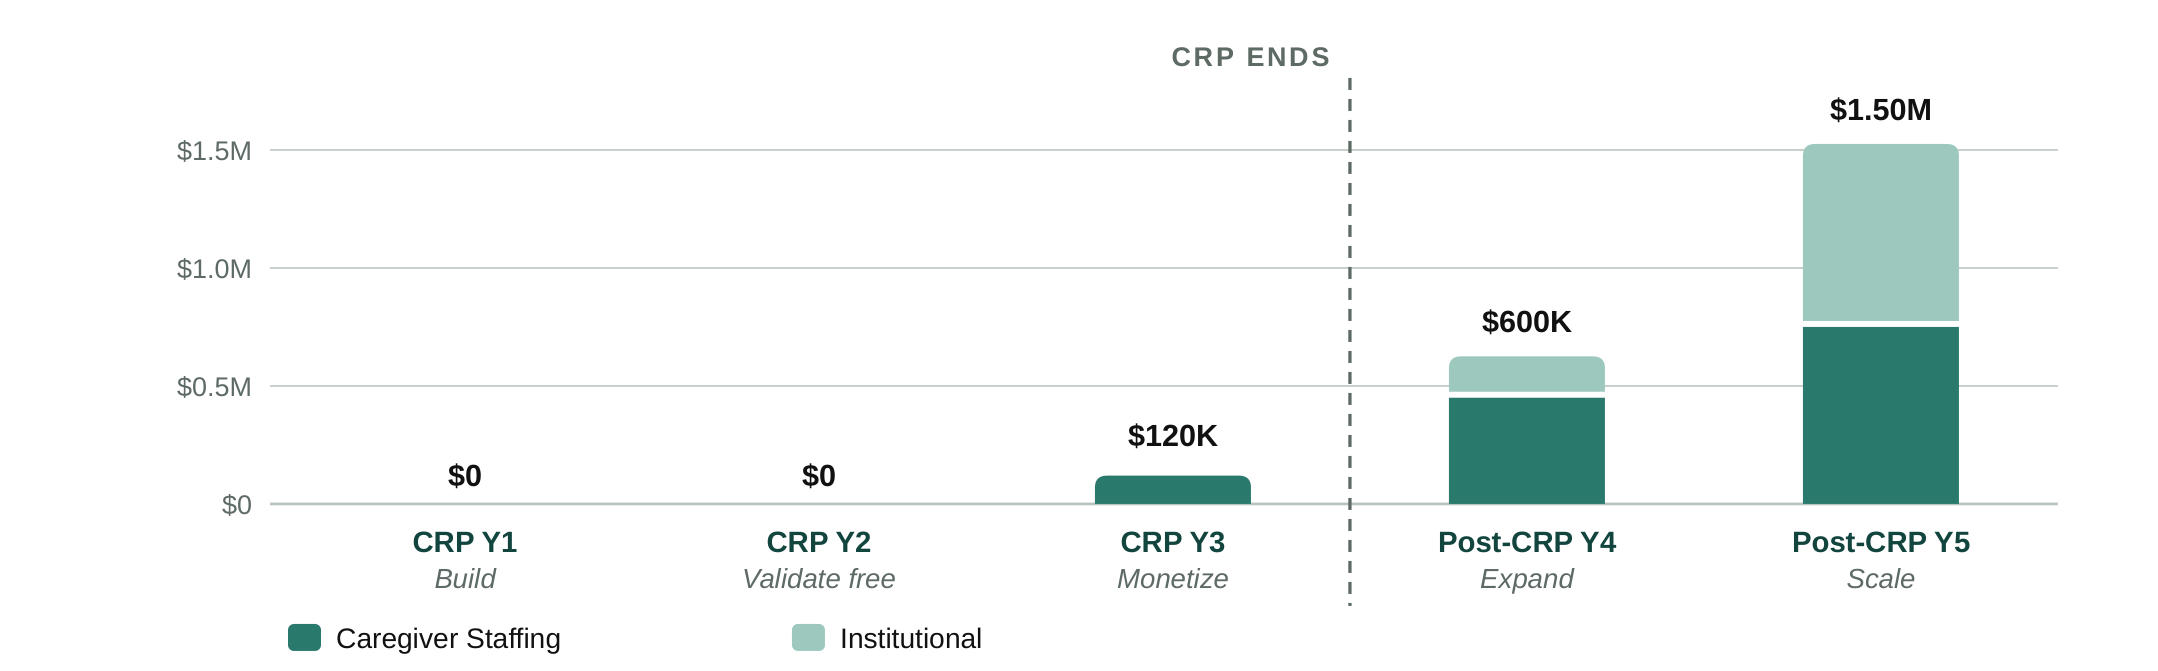 CRP ENDS
$1.50M
$1.5M
$1.0M
$600K
$0.5M
$120K
$0 $0
$0
CRP Y1 CRP Y2 CRP Y3 Post-CRP Y4 Post-CRP Y5
Build Validate free Monetize Expand Scale
Caregiver Staffing Institutional